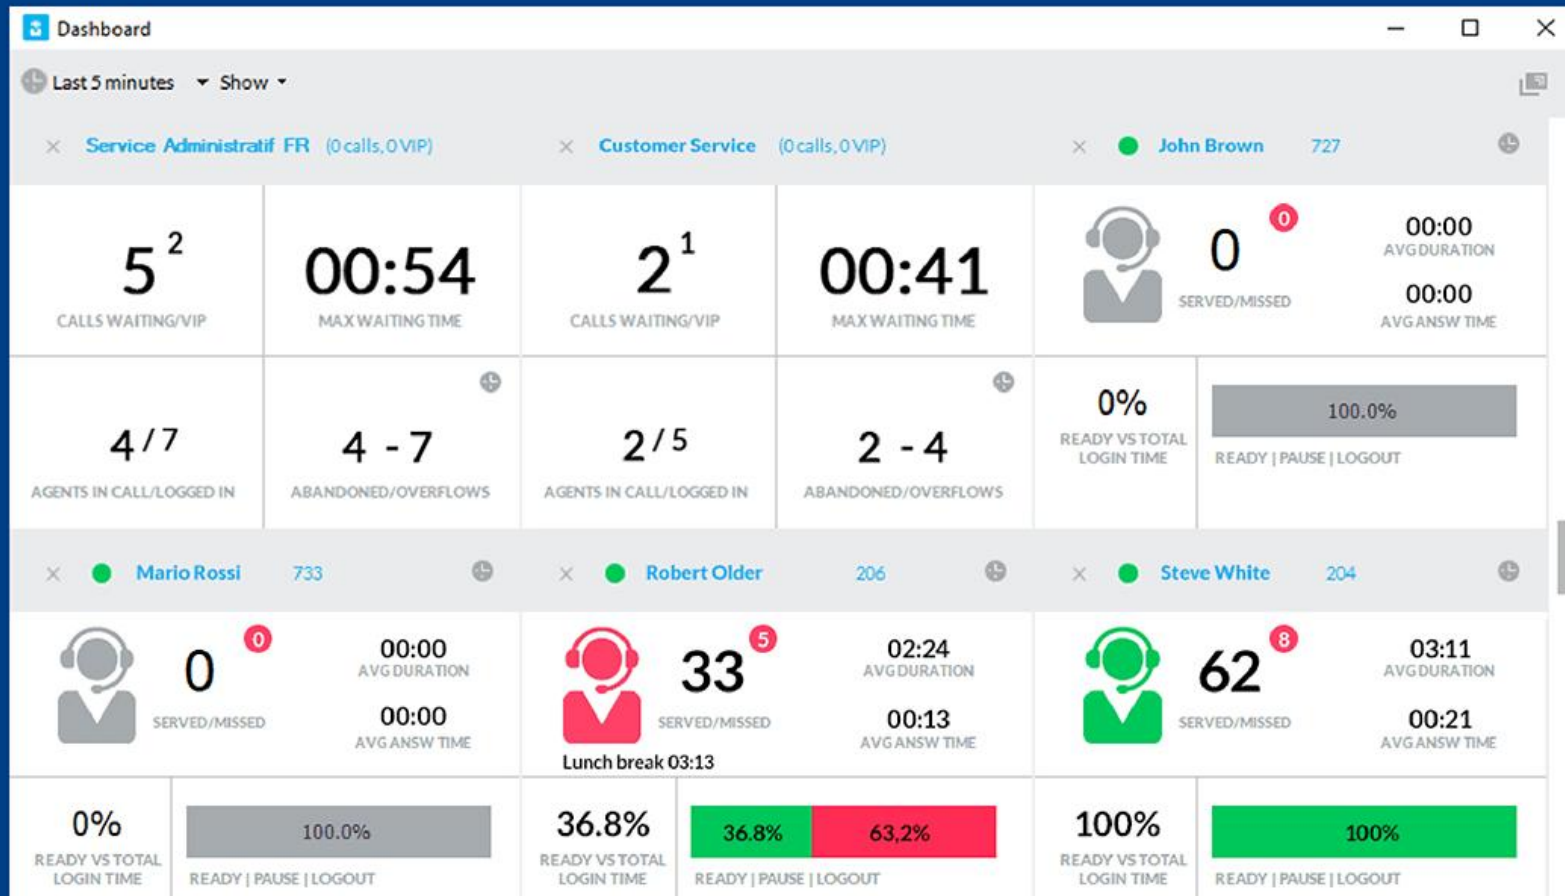 Dashboard
Last 5 minutes Show
Service Administratif FR (0 calls, 0 VIP)
5 2
CALLS WAITING/VIP
00:54
MAX WAITING TIME
4 / 7
AGENTS IN CALL/LOGGED IN
4 - 7
ABANDONED/OVERFLOWS
Customer Service (0 calls, 0 VIP)
2 1
CALLS WAITING/VIP
00:41
MAX WAITING TIME
2 / 5
AGENTS IN CALL/LOGGED IN
2 - 4
ABANDONED/OVERFLOWS
John Brown 727
0 0
SERVED/MISSED
00:00
AVG DURATION
00:00
AVG ANSW TIME
0%
READY VS TOTAL
LOGIN TIME
100.0%
READY | PAUSE | LOGOUT
Mario Rossi 733
0 0
SERVED/MISSED
00:00
AVG DURATION
00:00
AVG ANSW TIME
0%
READY VS TOTAL
LOGIN TIME
100.0%
READY | PAUSE | LOGOUT
Robert Older 206
33 5
SERVED/MISSED
Lunch break 03:13
02:24
AVG DURATION
00:13
AVG ANSW TIME
36.8%
READY VS TOTAL
LOGIN TIME
36.8% 63,2%
READY | PAUSE | LOGOUT
Steve White 204
62 8
SERVED/MISSED
03:11
AVG DURATION
00:21
AVG ANSW TIME
100%
READY VS TOTAL
LOGIN TIME
100%
READY | PAUSE | LOGOUT